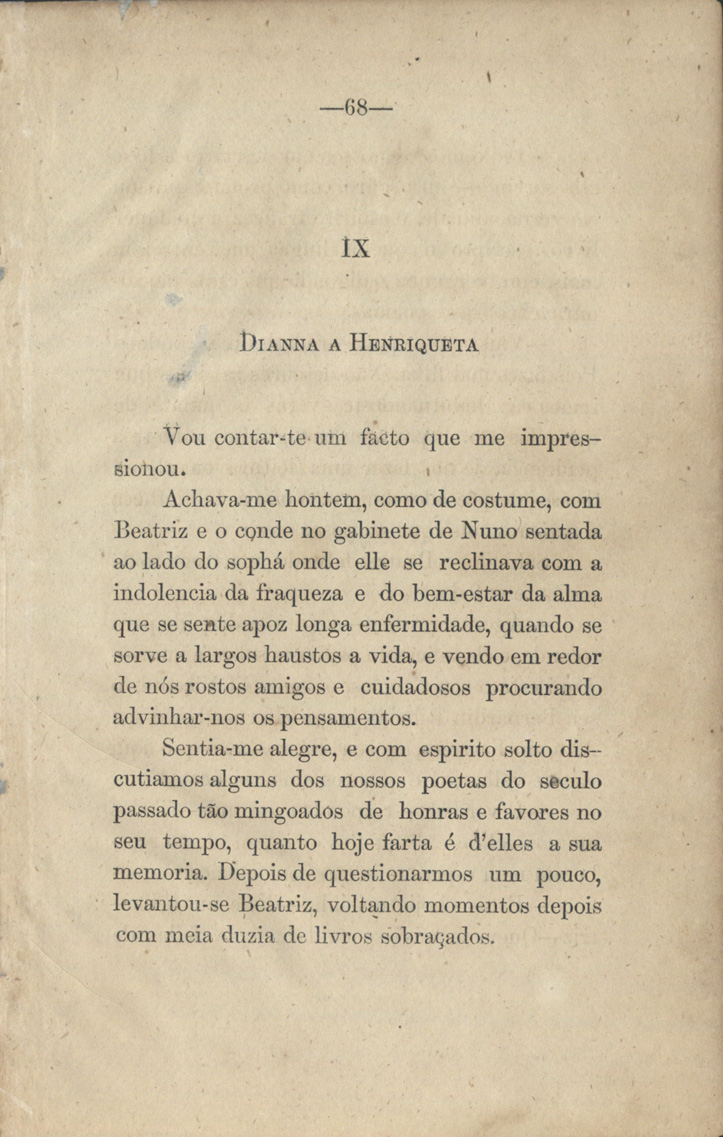 —68—
IX
Dianna a Henriqueta
Vou contar-te um facto que me impres-
sionou.
Achava-me hontem, como de costume, com
Beatriz e o conde no gabinete de Nuno sentada
ao lado do sophá onde elle se reclinava com a
indolencia da fraqueza e do bem-estar da alma
que se sente apoz longa enfermidade, quando se
sorve a largos haustos a vida, e vendo em redor
de nós rostos amigos e cuidadosos procurando
advinhar-nos os pensamentos.
Sentia-me alegre, e com espirito solto dis-
cutiamos alguns dos nossos poetas do seculo
passado tão mingoados de honras e favores no
seu tempo, quanto hoje farta é d'elles a sua
memoria. Depois de questionarmos um pouco,
levantou-se Beatriz, voltando momentos depois
com meia duzia de livros sobraçados.